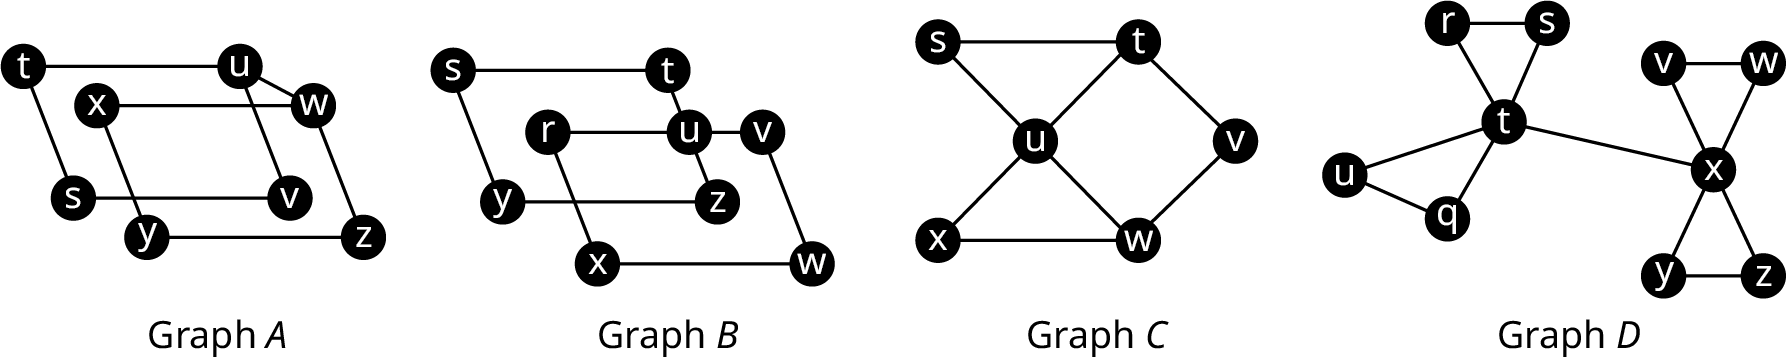 t u x w s v y z
s t r u v y z x w
s t u v x w
r s v w t u x q y z
Graph A Graph B Graph C Graph D